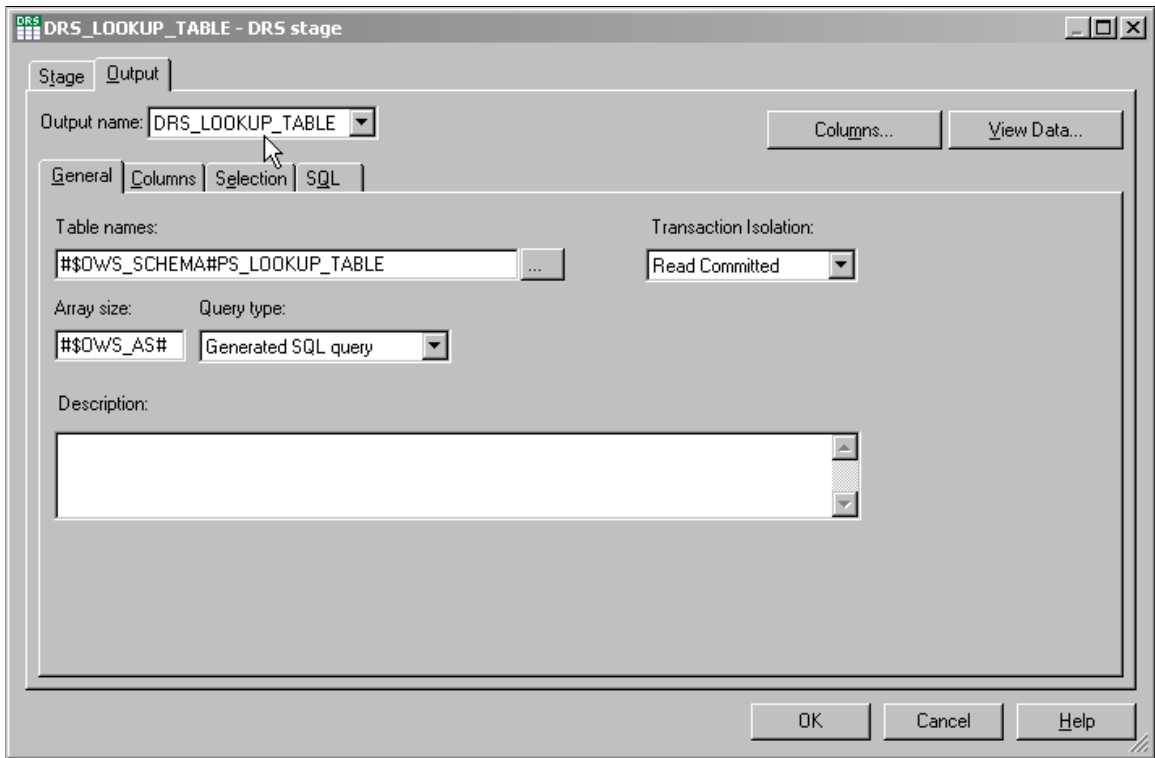 DRS DRS_LOOKUP_TABLE - DRS stage
Stage Output
Output name: DRS_LOOKUP_TABLE Columns... View Data...
General Columns Selection SQL
Table names: Transaction Isolation:
#$OWS_SCHEMA#PS_LOOKUP_TABLE ... Read Committed
Array size: Query type:
#$OWS_AS# Generated SQL query
Description:
OK Cancel Help